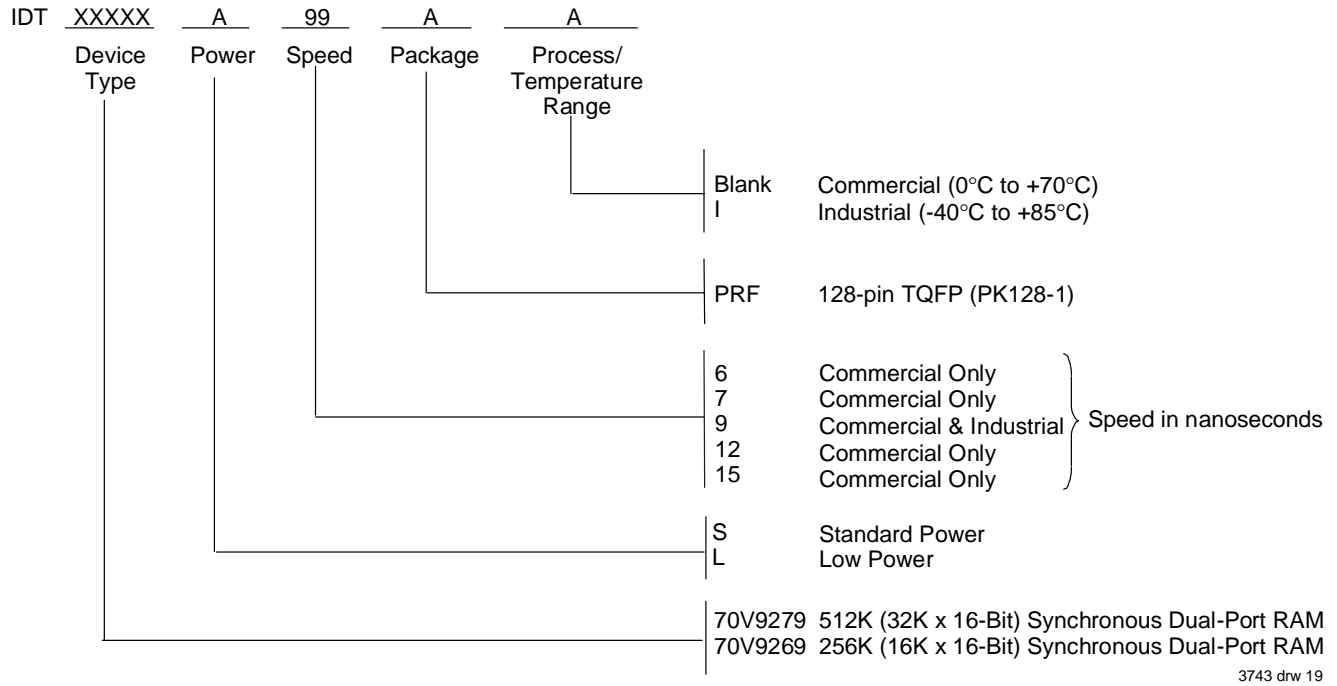 IDT XXXXX A 99 A A
Device Type Power Speed Package Process/ Temperature Range
Blank Commercial (0°C to +70°C)
I Industrial (-40°C to +85°C)
PRF 128-pin TQFP (PK128-1)
6 Commercial Only
7 Commercial Only
9 Commercial & Industrial
12 Commercial Only
15 Commercial Only
Speed in nanoseconds
S Standard Power
L Low Power
70V9279 512K (32K x 16-Bit) Synchronous Dual-Port RAM
70V9269 256K (16K x 16-Bit) Synchronous Dual-Port RAM
3743 drw 19